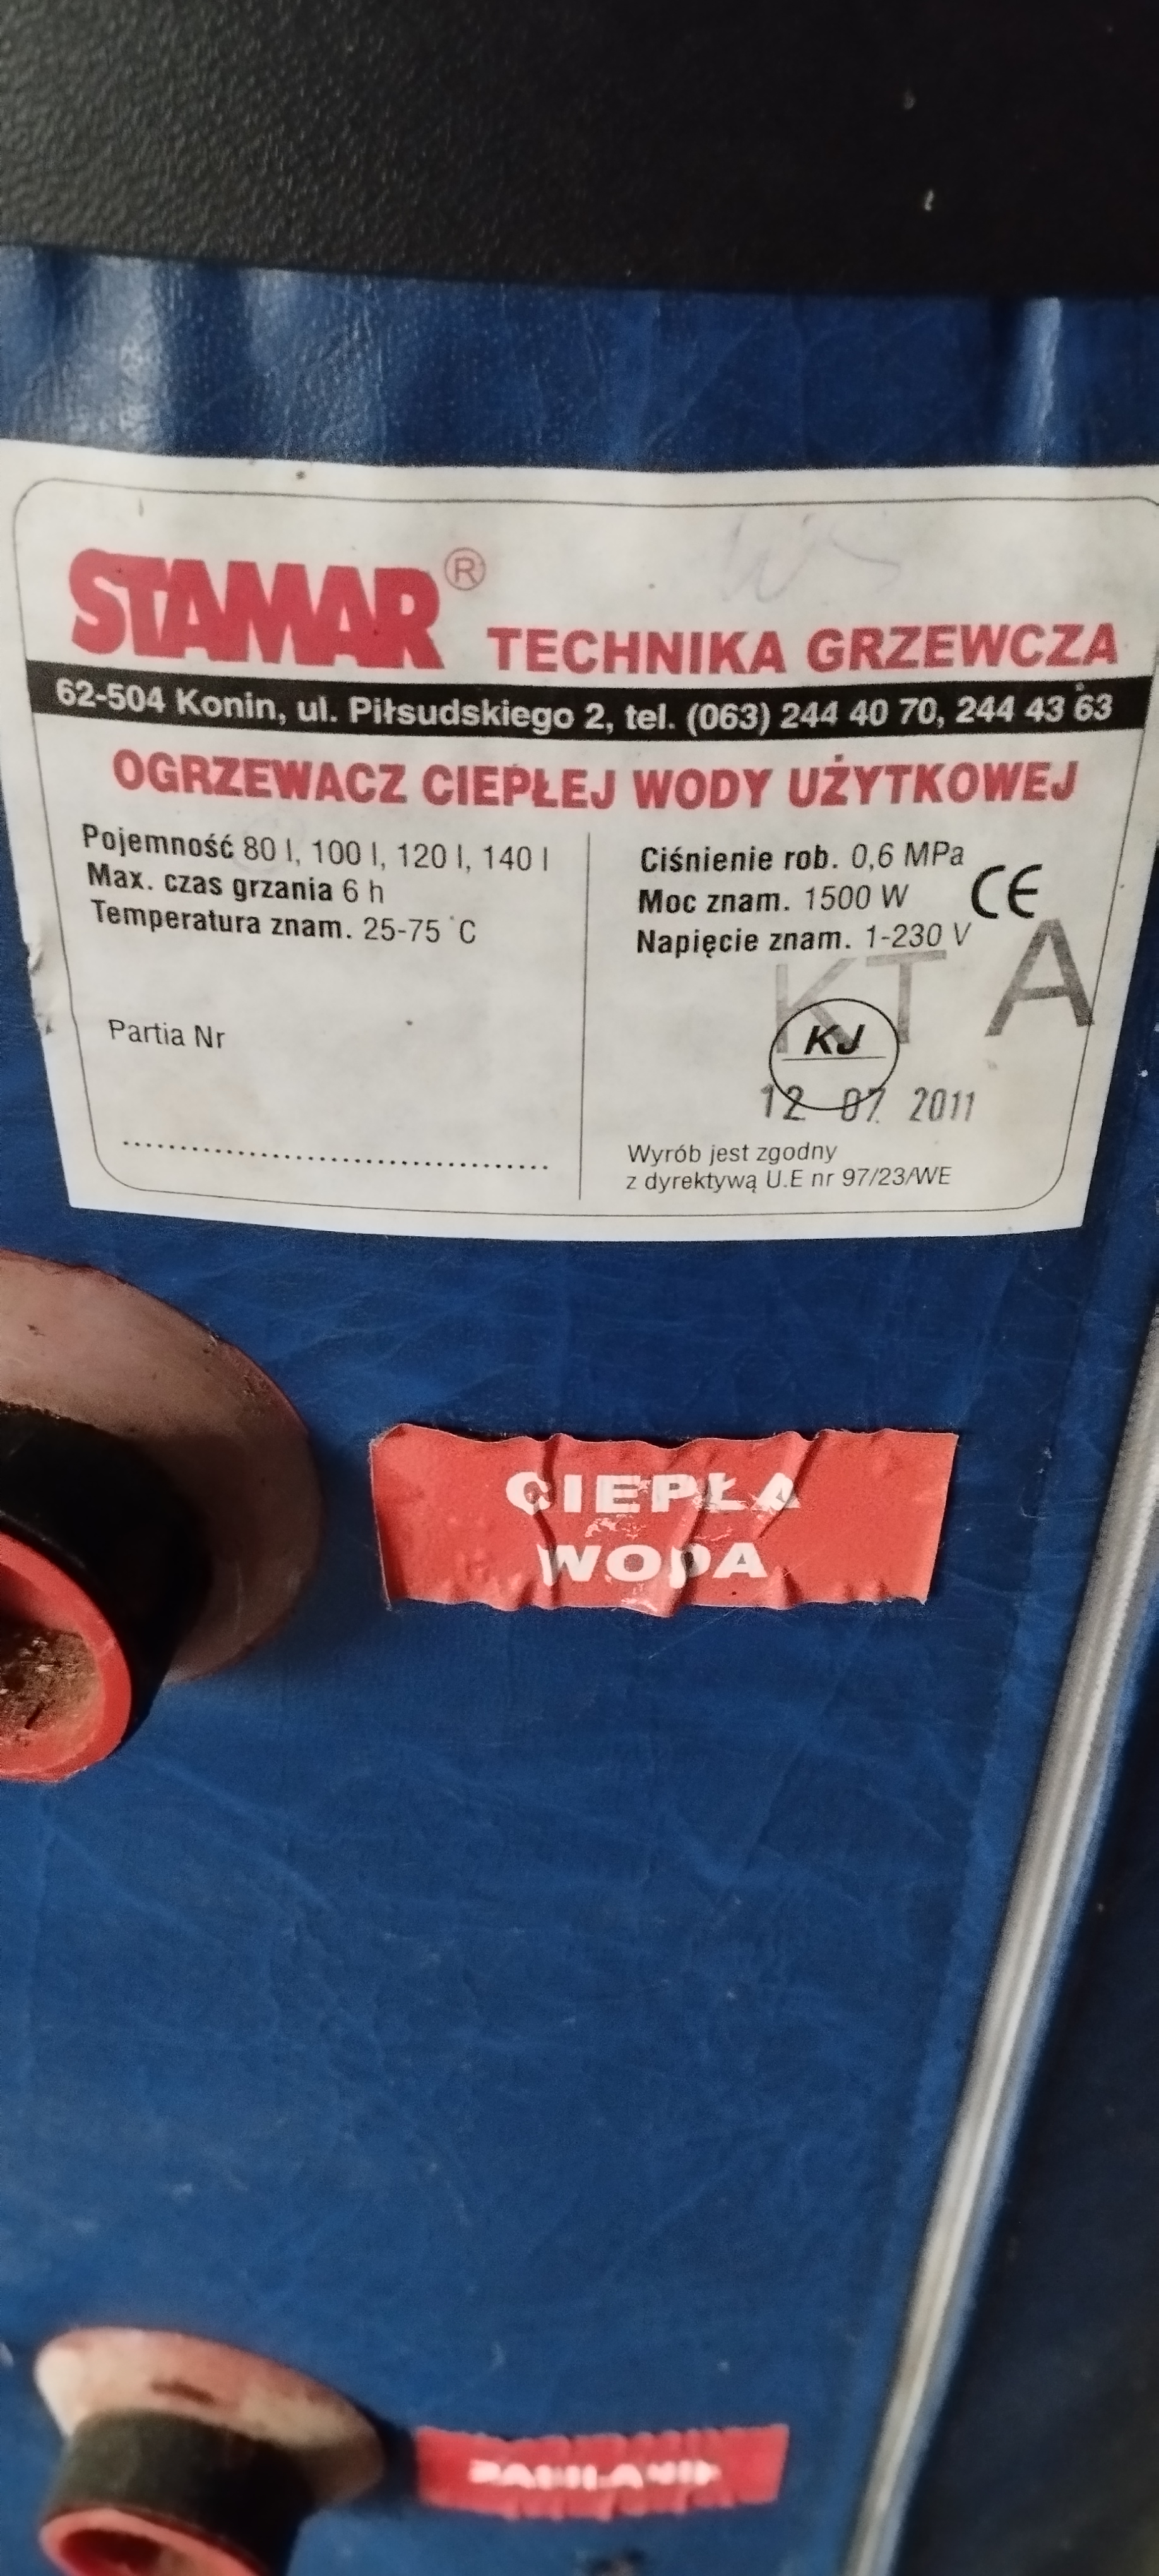 STAMAR® TECHNIKA GRZEWCZA
62-504 Konin, ul. Piłsudskiego 2, tel. (063) 244 40 70, 244 43 63
OGRZEWACZ CIEPŁEJ WODY UŻYTKOWEJ
Pojemność 80 l, 100 l, 120 l, 140 l
Max. czas grzania 6 h
Temperatura znam. 25-75 °C
Partia Nr
Ciśnienie rob. 0,6 MPa
Moc znam. 1500 W
CE
Napięcie znam. 1-230 V
KT A
KJ
12. 07. 2011
Wyrób jest zgodny
z dyrektywą U.E nr 97/23/WE
CIEPŁA
WODA
ZASILANIE